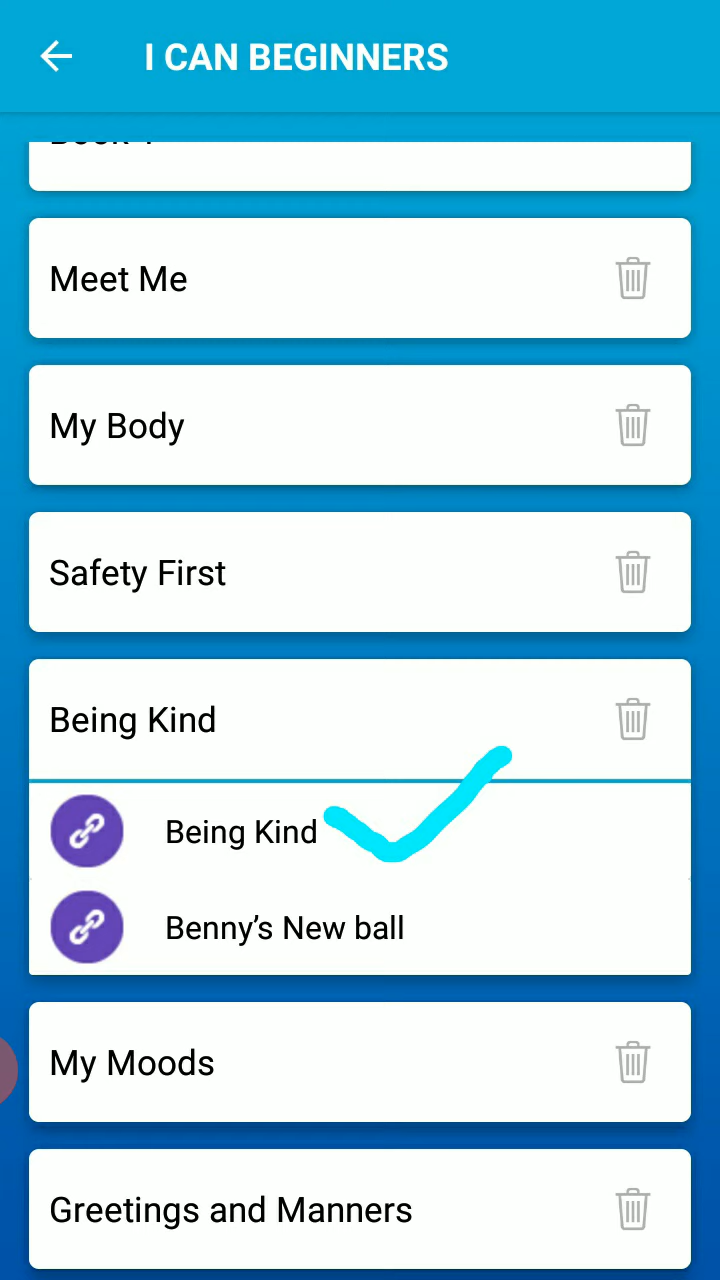 I CAN BEGINNERS
Meet Me
My Body
Safety First
Being Kind
Being Kind
Benny’s New ball
My Moods
Greetings and Manners